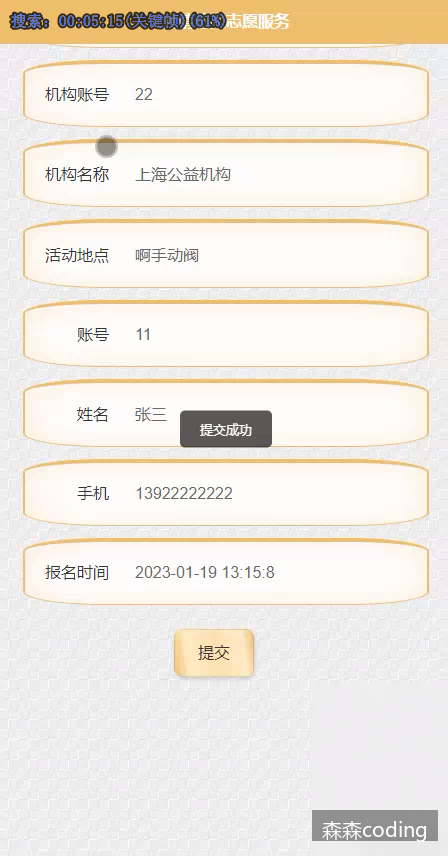 搜索: 00:05:15(关键帧)(61%)
志愿服务
机构账号 22
机构名称 上海公益机构
活动地点 啊手动阀
账号 11
姓名 张三
提交成功
手机 13922222222
报名时间 2023-01-19 13:15:8
提交
森森coding